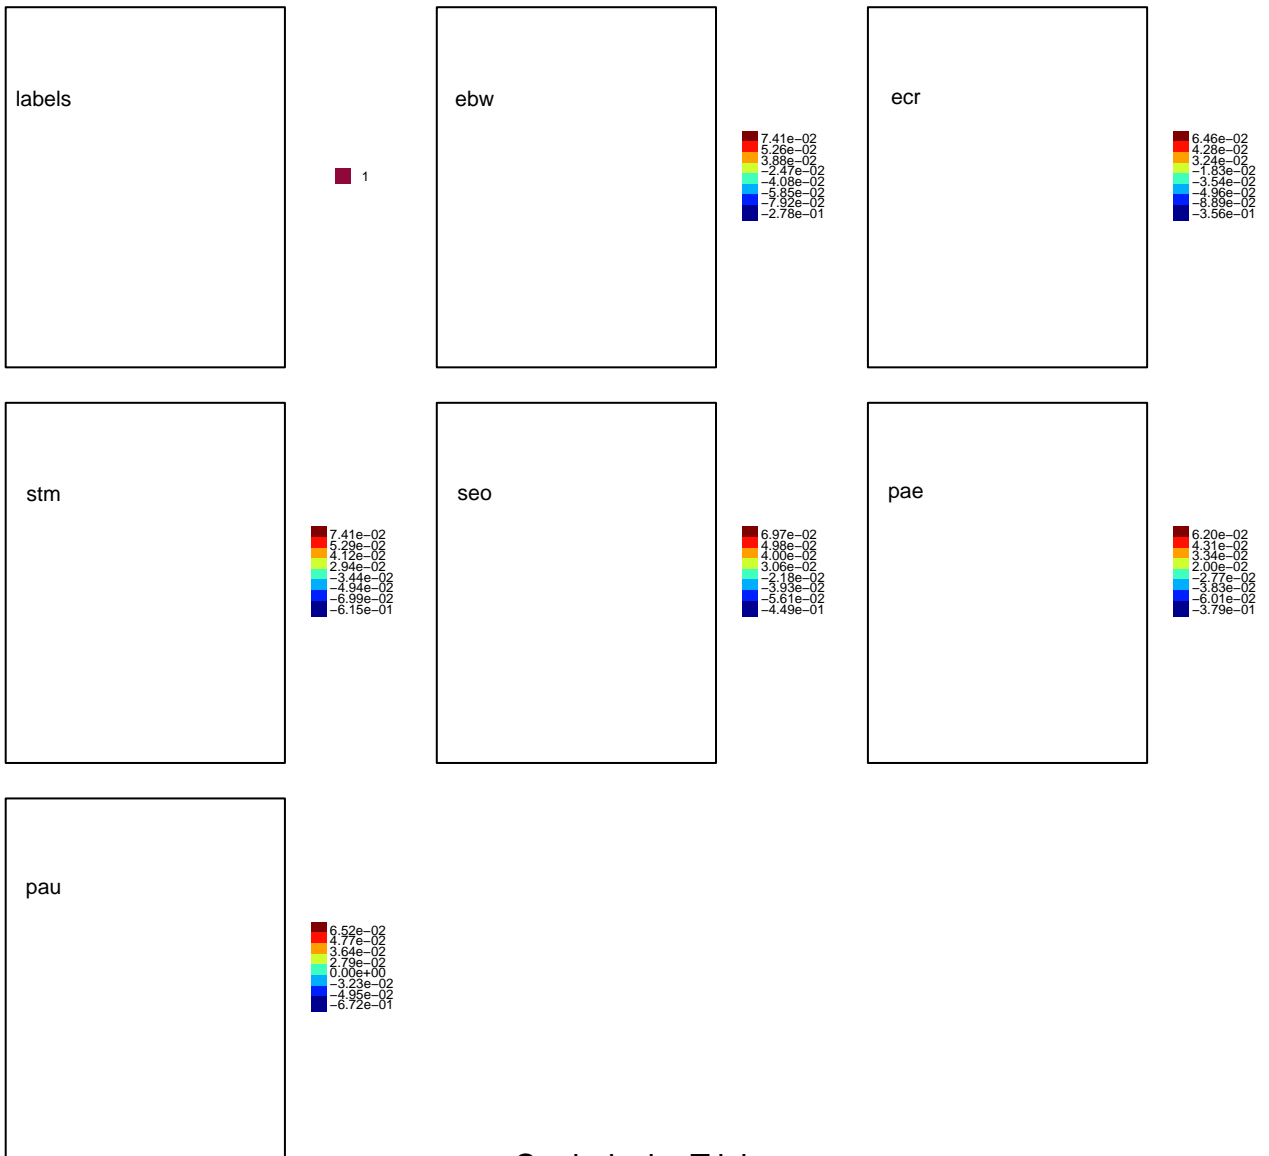 labels
1
ebw
7.41e−02
5.26e−02
3.88e−02
−2.47e−02
−4.08e−02
−5.85e−02
−7.92e−02
−2.78e−01
ecr
6.46e−02
4.28e−02
3.24e−02
−1.83e−02
−3.54e−02
−4.96e−02
−8.89e−02
−3.56e−01
stm
7.41e−02
5.29e−02
4.12e−02
2.94e−02
−3.44e−02
−4.94e−02
−6.99e−02
−6.15e−01
seo
6.97e−02
4.98e−02
4.00e−02
3.06e−02
−2.18e−02
−3.93e−02
−5.61e−02
−4.49e−01
pae
6.20e−02
4.31e−02
3.34e−02
2.00e−02
−2.77e−02
−3.83e−02
−6.01e−02
−3.79e−01
pau
6.52e−02
4.77e−02
3.64e−02
2.79e−02
0.00e+00
−3.23e−02
−4.95e−02
−6.72e−01